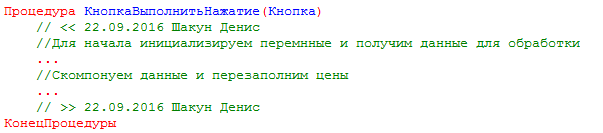 Процедура КнопкаВыполнитьНажатие(Кнопка)
// << 22.09.2016 Шакун Денис
//Для начала инициализируем перемнные и получим данные для обработки
...
//Скомпонуем данные и перезаполним цены
...
// >> 22.09.2016 Шакун Денис
КонецПроцедуры